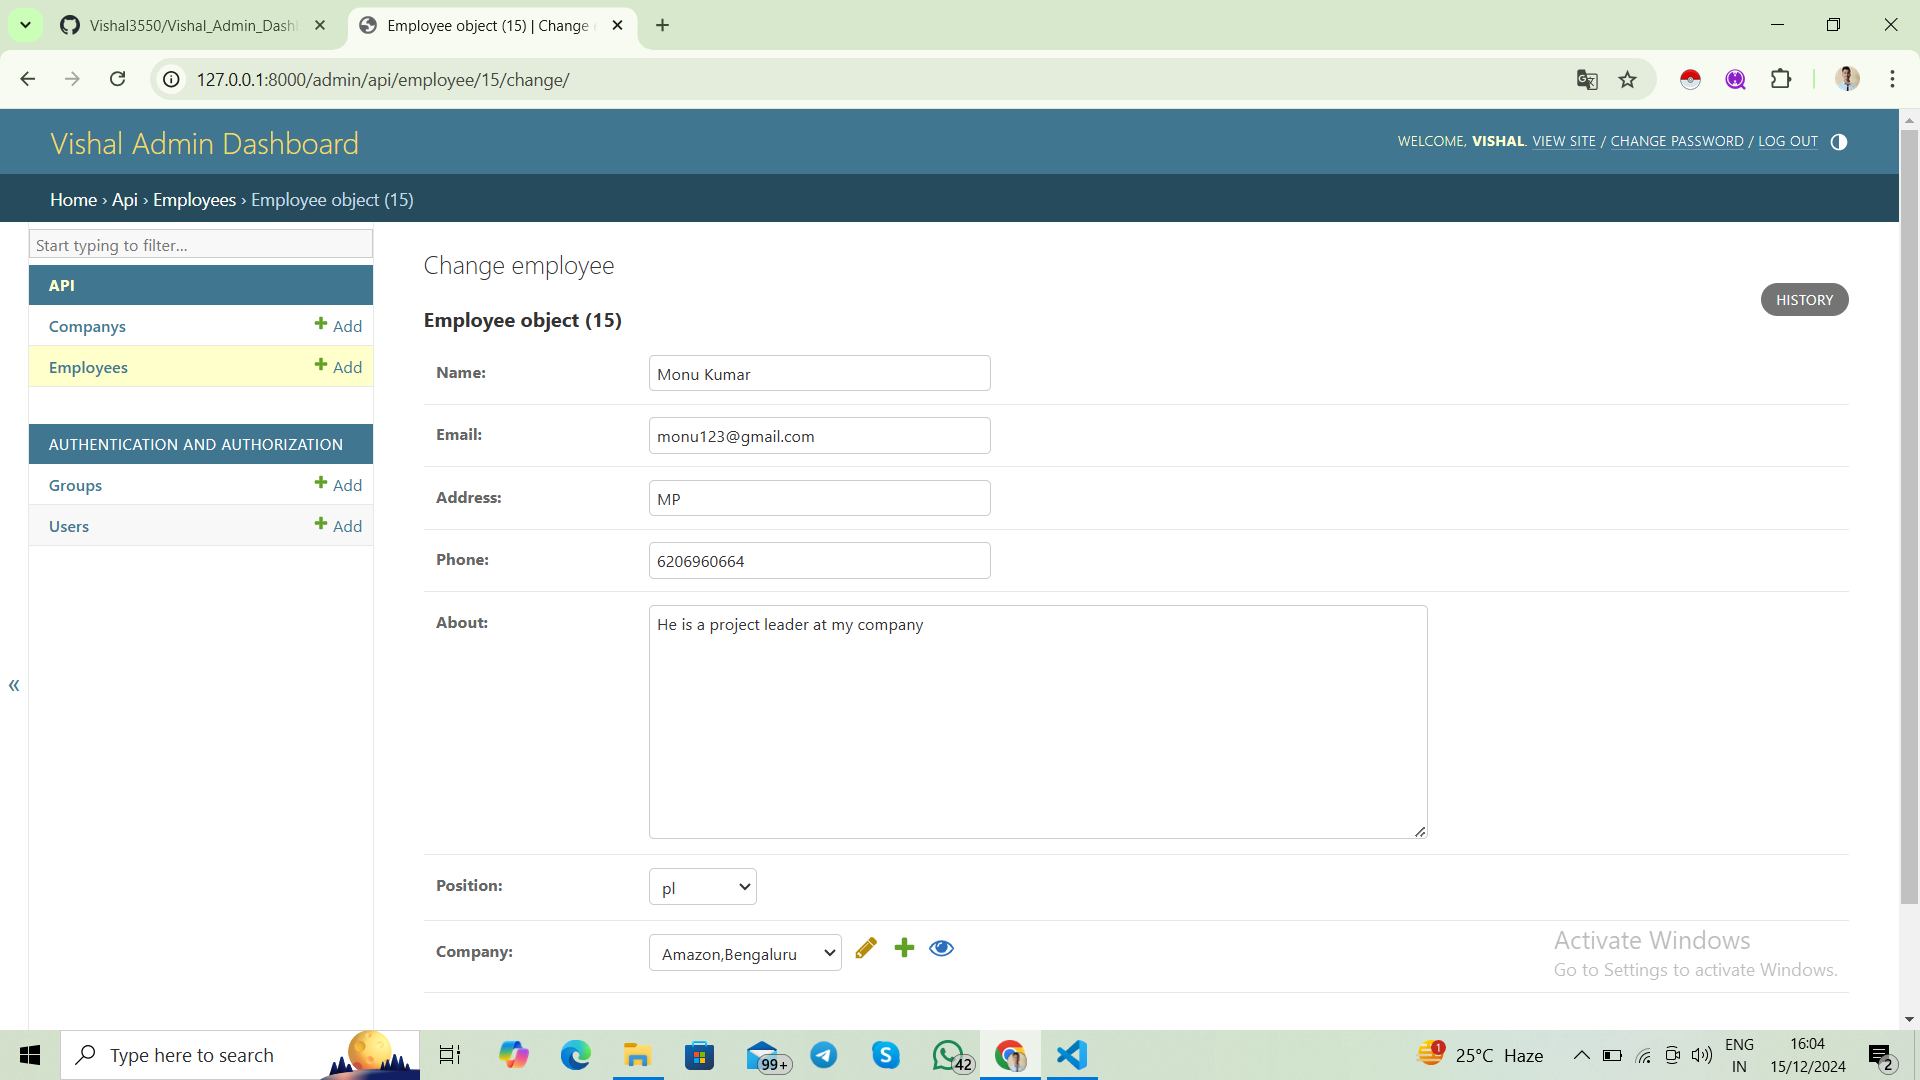 Vishal3550/Vishal_Admin_Dash
Employee object (15) | Change
127.0.0.1:8000/admin/api/employee/15/change/
Vishal Admin Dashboard
WELCOME, VISHAL. VIEW SITE / CHANGE PASSWORD / LOG OUT
Home › Api › Employees › Employee object (15)
Start typing to filter...
API
Companys
Add
Employees
Add
AUTHENTICATION AND AUTHORIZATION
Groups
Add
Users
Add
«
Change employee
HISTORY
Employee object (15)
Name: Monu Kumar
Email: monu123@gmail.com
Address: MP
Phone: 6206960664
About: He is a project leader at my company
Position: pl
Company: Amazon,Bengaluru
Activate Windows
Go to Settings to activate Windows.
Type here to search
99+
S
42
1
25°C Haze
ENG
IN
16:04
15/12/2024
2